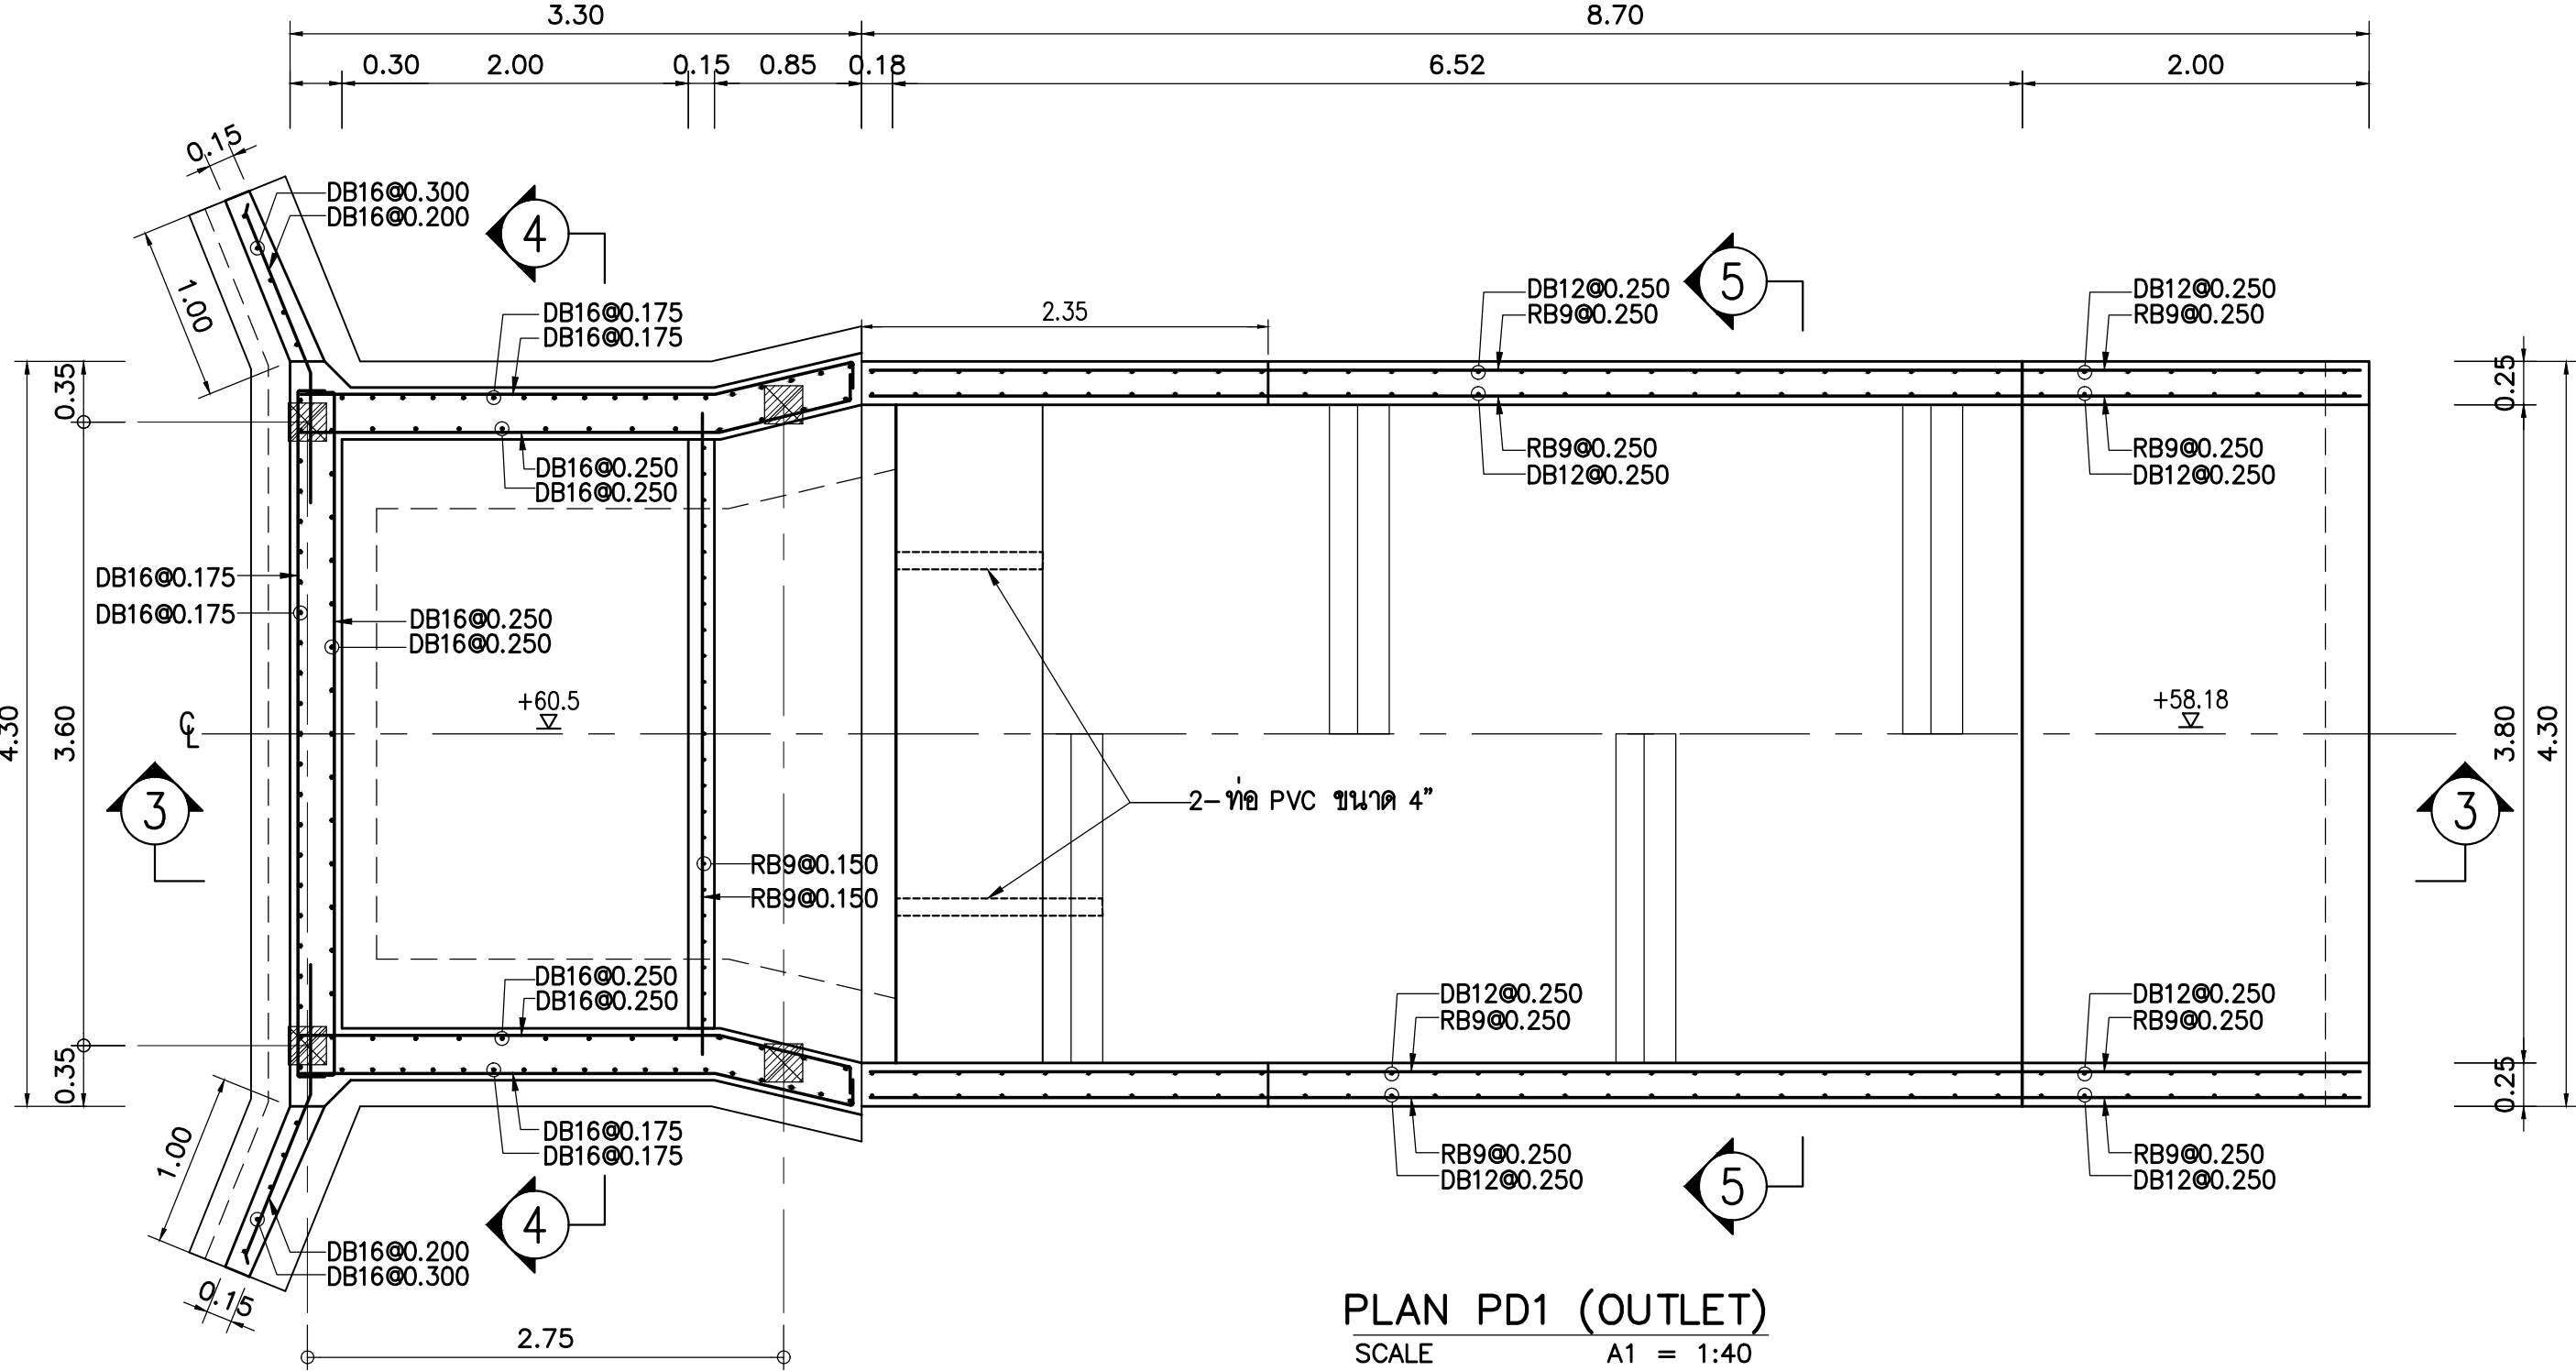 3.30
8.70
0.30
2.00
0.15
0.85
0.18
6.52
2.00
0.15
DB16@0.300
DB16@0.200
4
5
1.00
DB16@0.175
DB16@0.175
2.35
DB12@0.250
RB9@0.250
DB12@0.250
RB9@0.250
0.35
0.25
DB16@0.250
DB16@0.250
RB9@0.250
DB12@0.250
RB9@0.250
DB12@0.250
DB16@0.175
DB16@0.175
DB16@0.250
DB16@0.250
+60.5
+58.18
4.30
3.60
℄
3.80
4.30
3
2-ท่อ PVC ขนาด 4"
3
RB9@0.150
RB9@0.150
DB16@0.250
DB16@0.250
DB12@0.250
RB9@0.250
DB12@0.250
RB9@0.250
0.35
0.25
1.00
DB16@0.175
DB16@0.175
RB9@0.250
DB12@0.250
5
RB9@0.250
DB12@0.250
4
DB16@0.200
DB16@0.300
0.15
2.75
PLAN PD1 (OUTLET)
SCALE A1 = 1:40